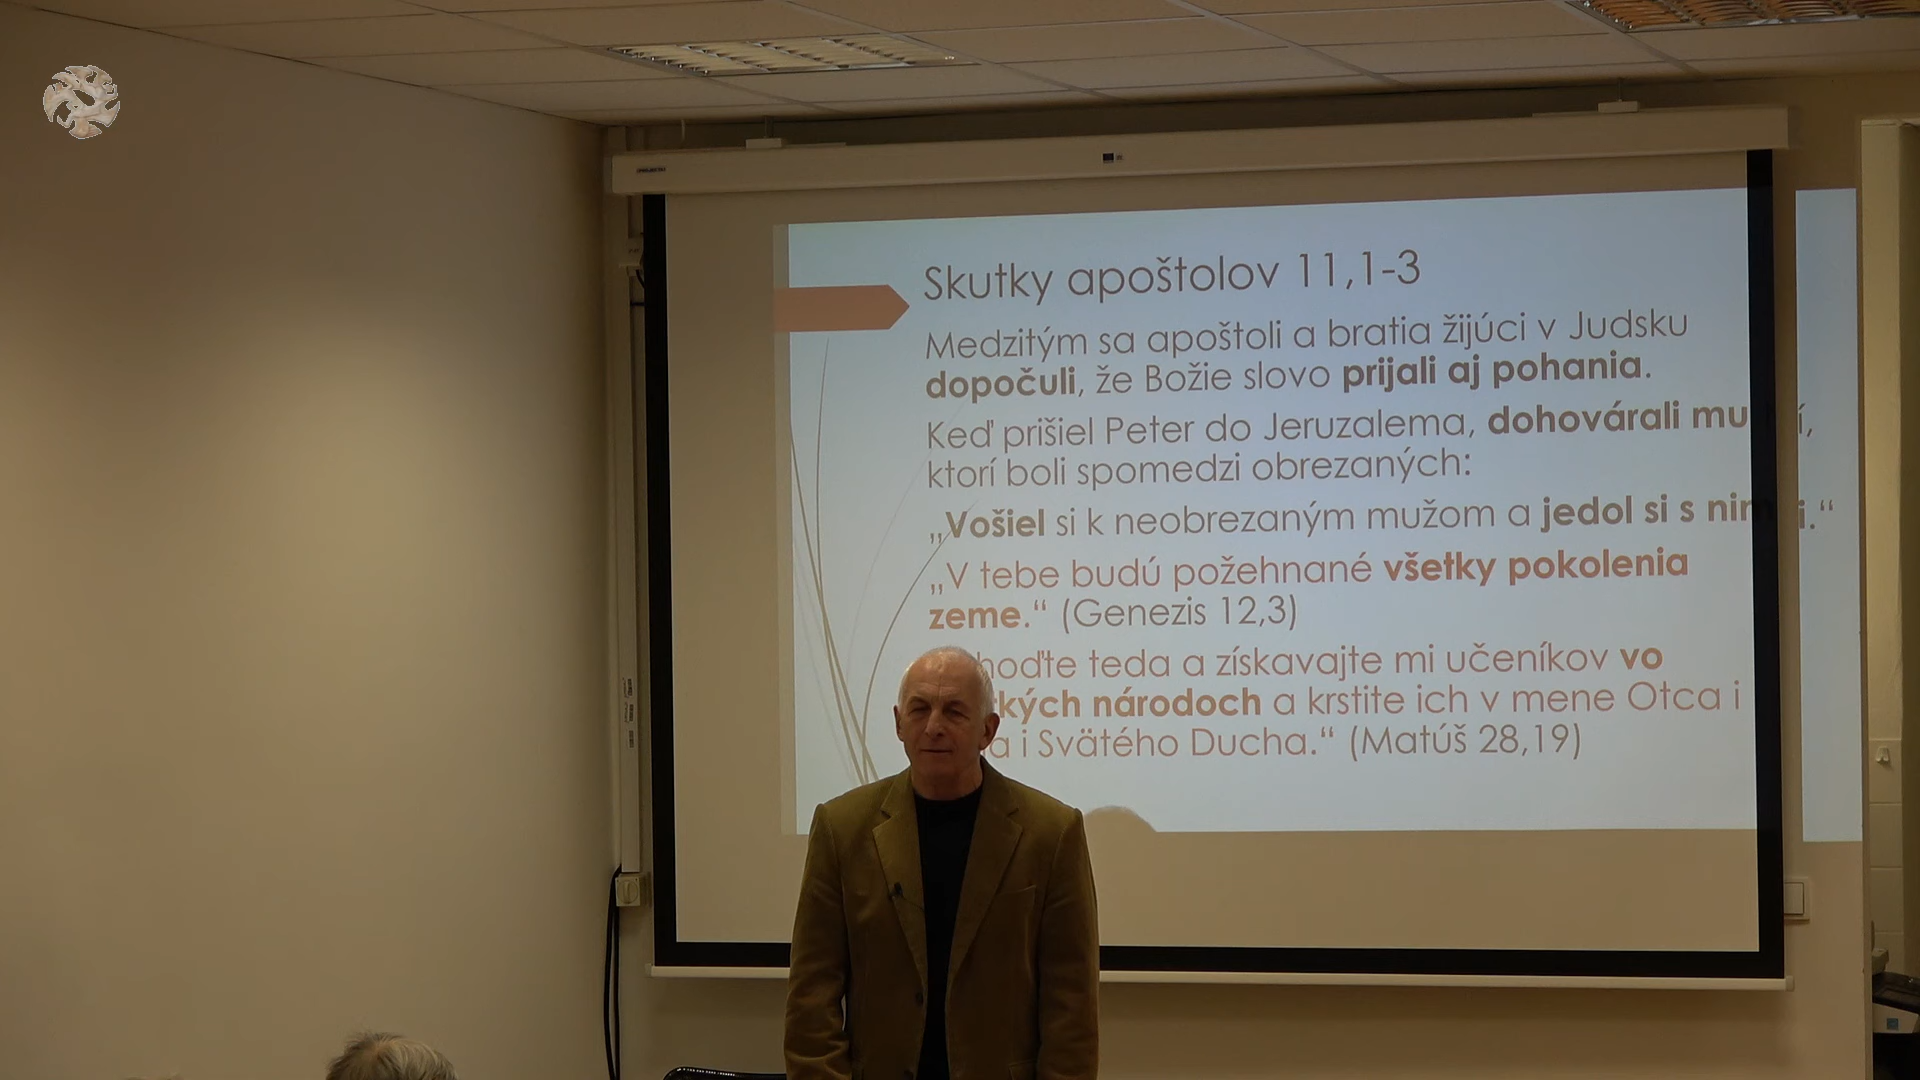 Skutky apoštolov 11,1-3
Medzitým sa apoštoli a bratia žijúci v Judsku
dopočuli, že Božie slovo prijali aj pohania.
Keď prišiel Peter do Jeruzalema, dohovárali mu
ktorí boli spomedzi obrezaných:
„Vošiel si k neobrezaným mužom a jedol si s nimi.“
„V tebe budú požehnané všetky pokolenia
zeme.“ (Genezis 12,3)
teda a získavajte mi učeníkov vo
národoch a krstite ich v mene Otca i
i Svätého Ducha.“ (Matúš 28,19)